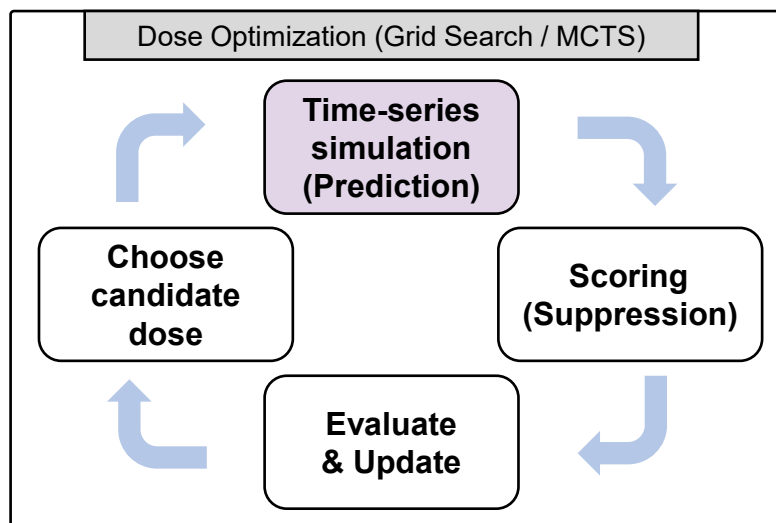 Dose Optimization (Grid Search / MCTS)
Time-series
simulation
(Prediction)
Choose
candidate
dose
Scoring
(Suppression)
Evaluate
& Update